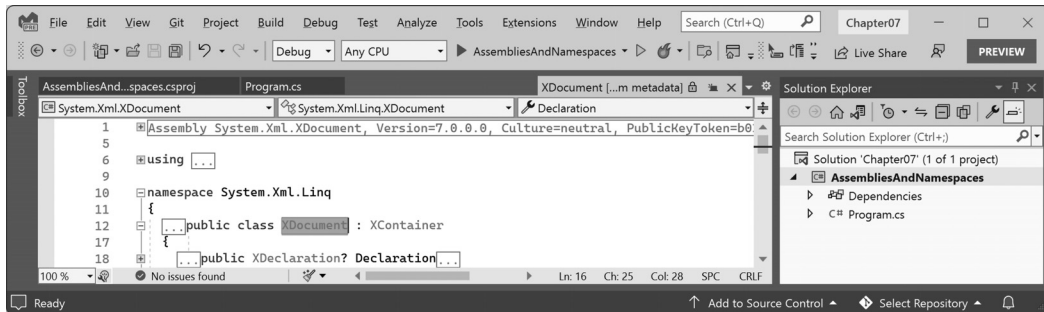 File Edit View Git Project Build Debug Test Analyze Tools Extensions Window Help Search (Ctrl+Q) Chapter07
Debug Any CPU AssembliesAndNamespaces Live Share PREVIEW
Toolbox
AssembliesAnd...spaces.csproj Program.cs XDocument [...m metadata]
System.Xml.XDocument System.Xml.Linq.XDocument Declaration
1 Assembly System.Xml.XDocument, Version=7.0.0.0, Culture=neutral, PublicKeyToken=b0
5
6 using ...
9
10 namespace System.Xml.Linq
11 {
12 ...public class XDocument : XContainer
17 {
18 ...public XDeclaration? Declaration...
100 % No issues found Ln: 16 Ch: 25 Col: 28 SPC CRLF
Solution Explorer
Search Solution Explorer (Ctrl+;)
Solution 'Chapter07' (1 of 1 project)
C# AssembliesAndNamespaces
Dependencies
C# Program.cs
Ready Add to Source Control Select Repository